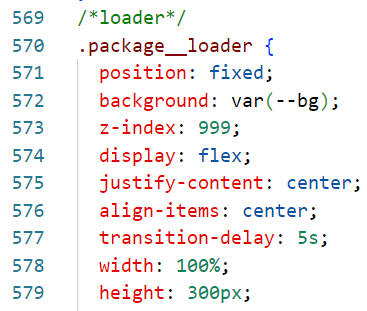 569 /*loader*/
570 .package__loader {
571 position: fixed;
572 background: var(--bg);
573 z-index: 999;
574 display: flex;
575 justify-content: center;
576 align-items: center;
577 transition-delay: 5s;
578 width: 100%;
579 height: 300px;